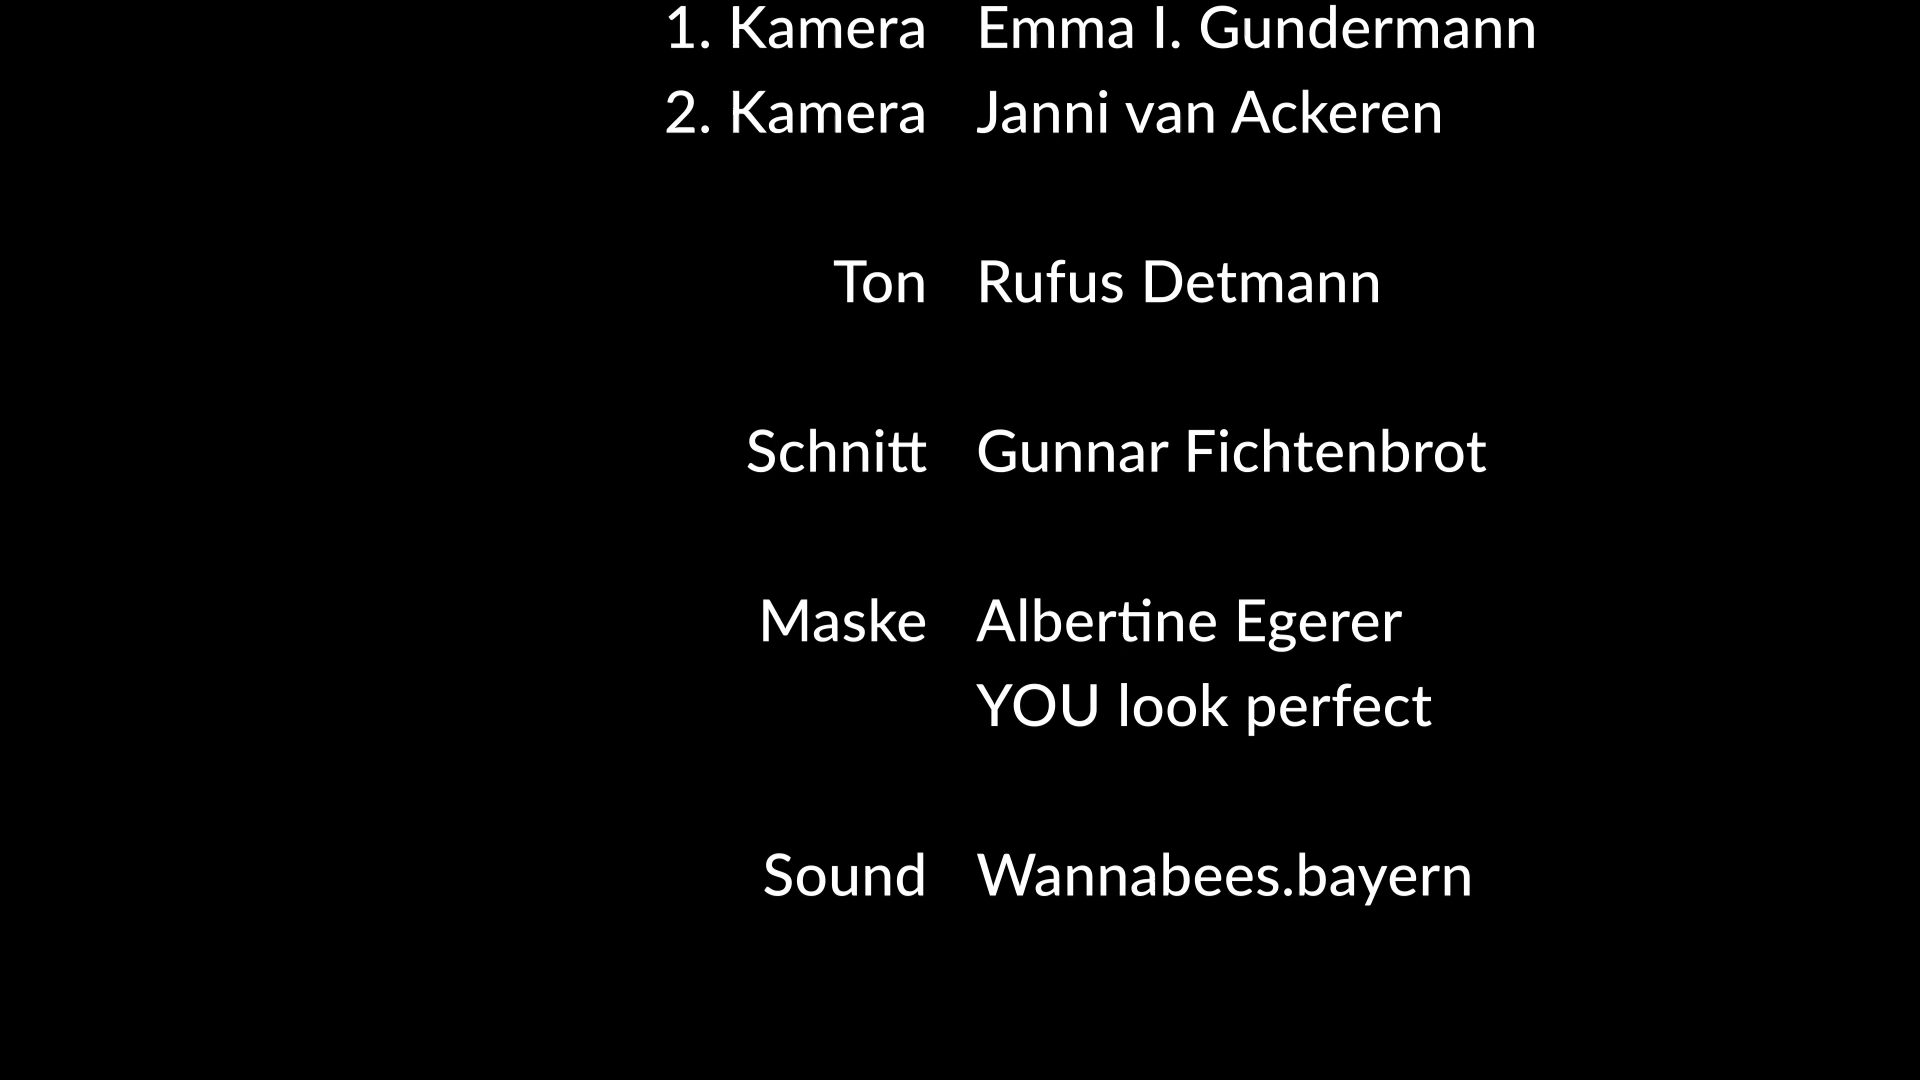 1. Kamera Emma I. Gundermann
2. Kamera Janni van Ackeren
Ton Rufus Detmann
Schnitt Gunnar Fichtenbrot
Maske Albertine Egerer
YOU look perfect
Sound Wannabees.bayern